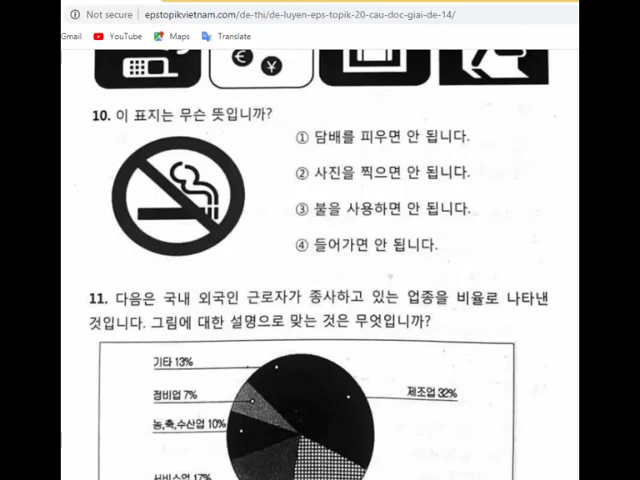 Not secure | epstopikvietnam.com/de-thi/de-luyen-eps-topik-20-cau-doc-giai-de-14/
Gmail YouTube Maps Translate
10. 이 표지는 무슨 뜻입니까?
① 담배를 피우면 안 됩니다.
② 사진을 찍으면 안 됩니다.
③ 불을 사용하면 안 됩니다.
④ 들어가면 안 됩니다.
11. 다음은 국내 외국인 근로자가 종사하고 있는 업종을 비율로 나타낸
것입니다. 그림에 대한 설명으로 맞는 것은 무엇입니까?
기타 13%
제조업 32%
정비업 7%
농,축,수산업 10%
서비스업 17%